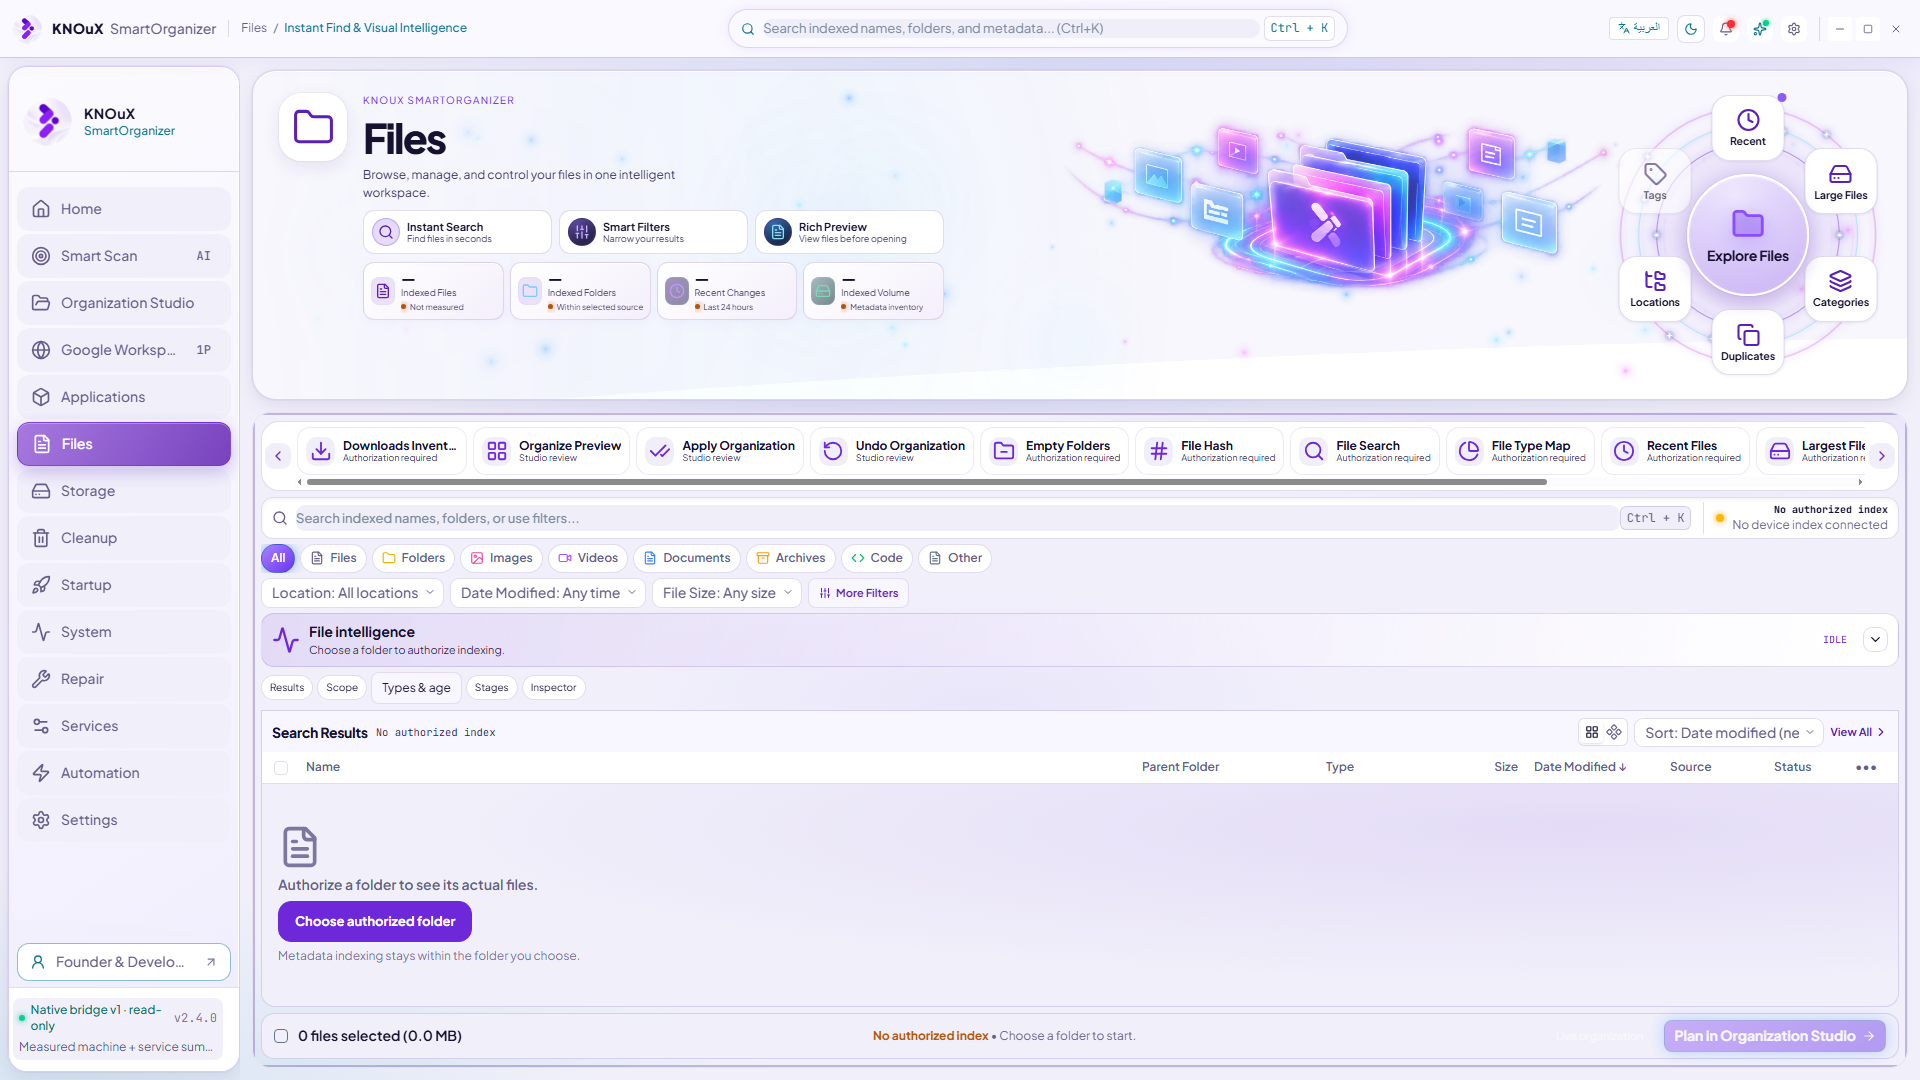 KNOuX SmartOrganizer
Files / Instant Find & Visual Intelligence
Search indexed names, folders, and metadata... (Ctrl+K)
Ctrl + K
العربية
KNOuX
SmartOrganizer
Home
Smart Scan AI
Organization Studio
Google Worksp... 1P
Applications
Files
Storage
Cleanup
Startup
System
Repair
Services
Automation
Settings
Founder & Develo...
Native bridge v1 · read-only
v2.4.0
Measured machine + service sum...
KNOUX SMARTORGANIZER
Files
Browse, manage, and control your files in one intelligent
workspace.
Instant Search
Find files in seconds
Smart Filters
Narrow your results
Rich Preview
View files before opening
—
Indexed Files
Not measured
—
Indexed Folders
Within selected source
—
Recent Changes
Last 24 hours
—
Indexed Volume
Metadata inventory
Recent
Tags
Large Files
Explore Files
Locations
Categories
Duplicates
Downloads Invent...
Authorization required
Organize Preview
Studio review
Apply Organization
Studio review
Undo Organization
Studio review
Empty Folders
Authorization required
File Hash
Authorization required
File Search
Authorization required
File Type Map
Authorization required
Recent Files
Authorization required
Largest File
Authorization re
Search indexed names, folders, or use filters...
Ctrl + K
No authorized index
No device index connected
All
Files
Folders
Images
Videos
Documents
Archives
Code
Other
Location: All locations
Date Modified: Any time
File Size: Any size
More Filters
File intelligence
Choose a folder to authorize indexing.
IDLE
Results
Scope
Types & age
Stages
Inspector
Search Results No authorized index
Sort: Date modified (ne
View All
Name
Parent Folder
Type
Size
Date Modified ↓
Source
Status
Authorize a folder to see its actual files.
Choose authorized folder
Metadata indexing stays within the folder you choose.
0 files selected (0.0 MB)
No authorized index • Choose a folder to start.
Plan in Organization Studio →